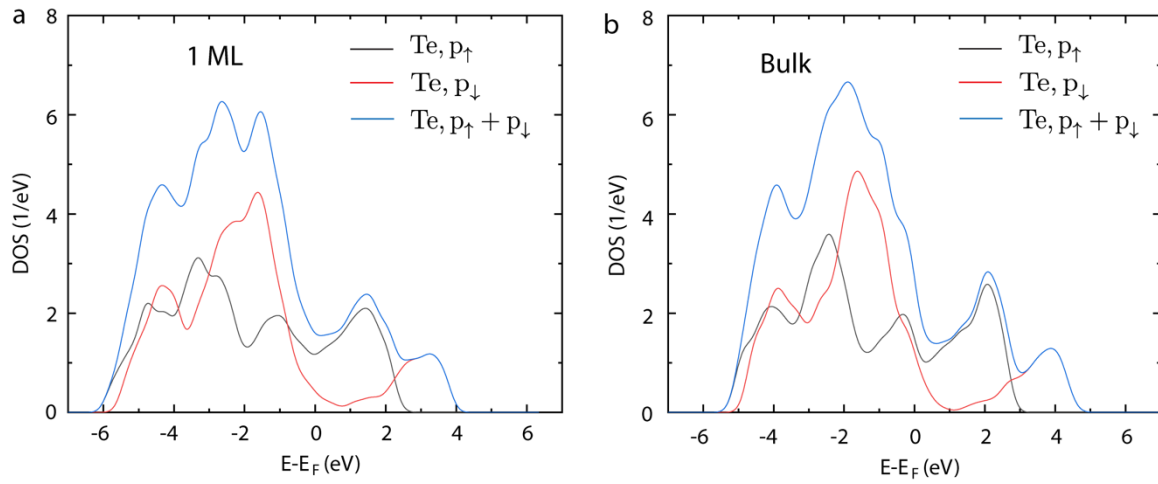 a
1 ML
Te, p↑
Te, p↓
Te, p↑ + p↓
DOS (1/eV)
8
6
4
2
0
-6 -4 -2 0 2 4 6
E-E_F (eV)
b
Bulk
Te, p↑
Te, p↓
Te, p↑ + p↓
DOS (1/eV)
8
6
4
2
0
-6 -4 -2 0 2 4 6
E-E_F (eV)